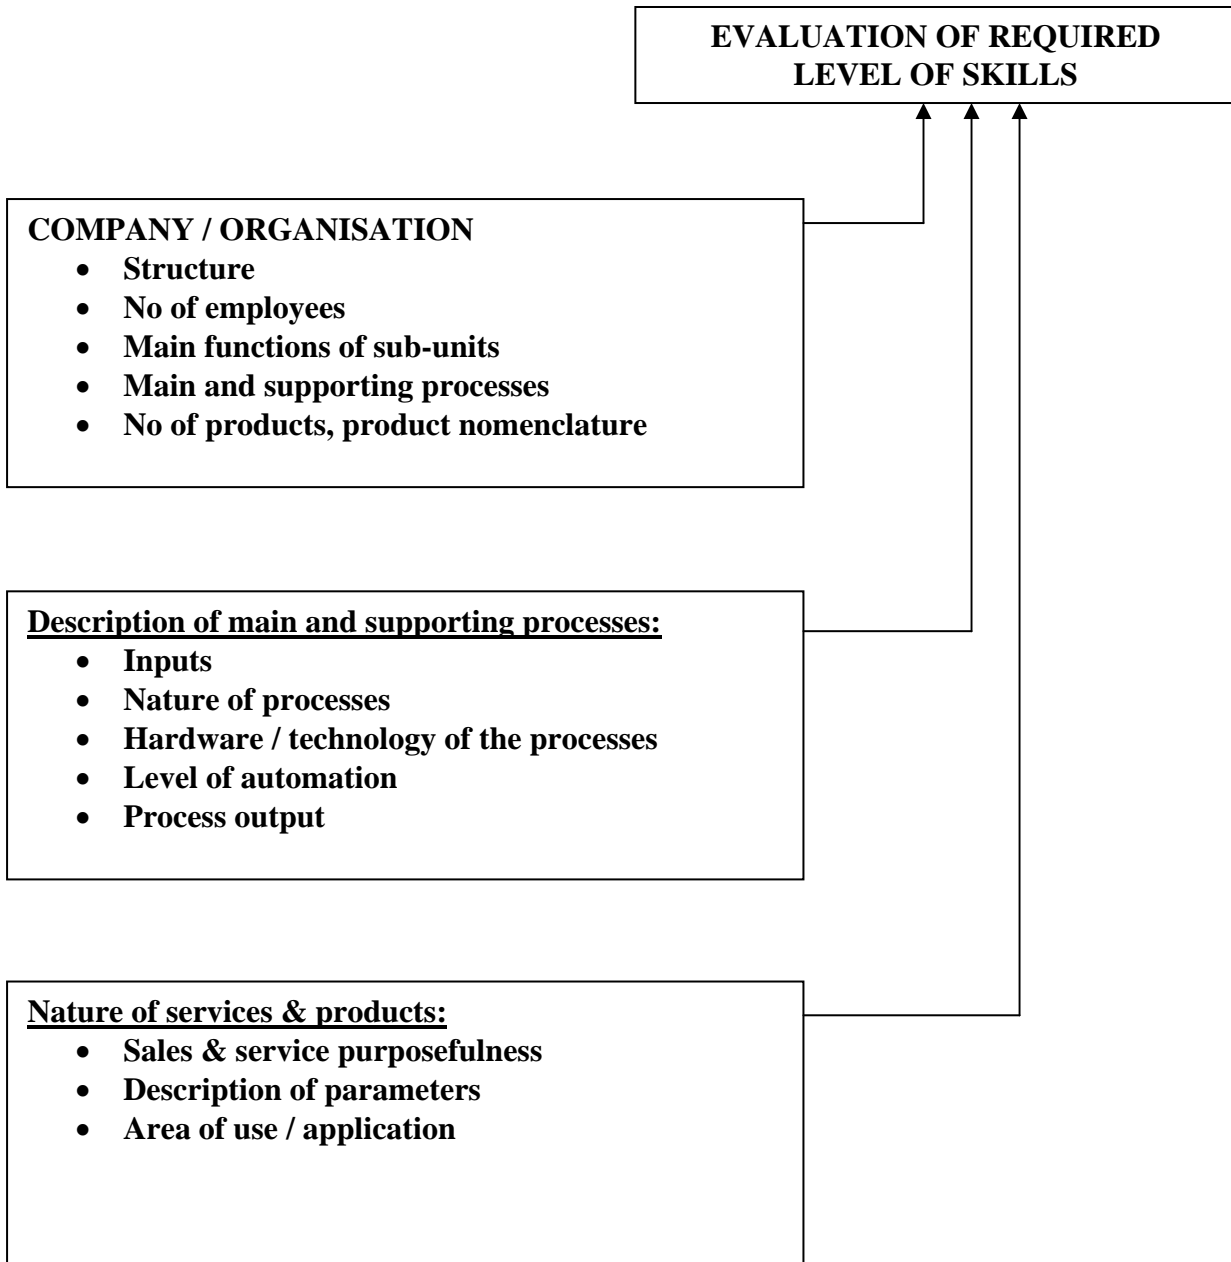 EVALUATION OF REQUIRED
LEVEL OF SKILLS
COMPANY / ORGANISATION
• Structure
• No of employees
• Main functions of sub-units
• Main and supporting processes
• No of products, product nomenclature
Description of main and supporting processes:
• Inputs
• Nature of processes
• Hardware / technology of the processes
• Level of automation
• Process output
Nature of services & products:
• Sales & service purposefulness
• Description of parameters
• Area of use / application